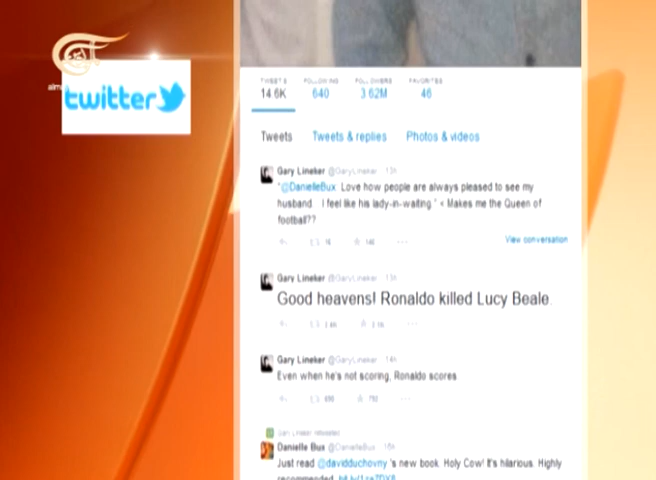 twitter
TWEETS FOLLOWING FOLLOWERS FAVORITES
14.6K 640 3.62M 46
Tweets Tweets & replies Photos & videos
Gary Lineker @GaryLineker · 13h
"@DanielleBux Love how people are always pleased to see my
husband. I feel like his lady-in-waiting " < Makes me the Queen of
football??
View conversation
Gary Lineker @GaryLineker · 13h
Good heavens! Ronaldo killed Lucy Beale.
Gary Lineker @GaryLineker · 14h
Even when he's not scoring, Ronaldo scores
Gary Lineker retweeted
Danielle Bux @DanielleBux · 16h
Just read @davidduchovny 's new book. Holy Cow! It's hilarious. Highly
recommended.